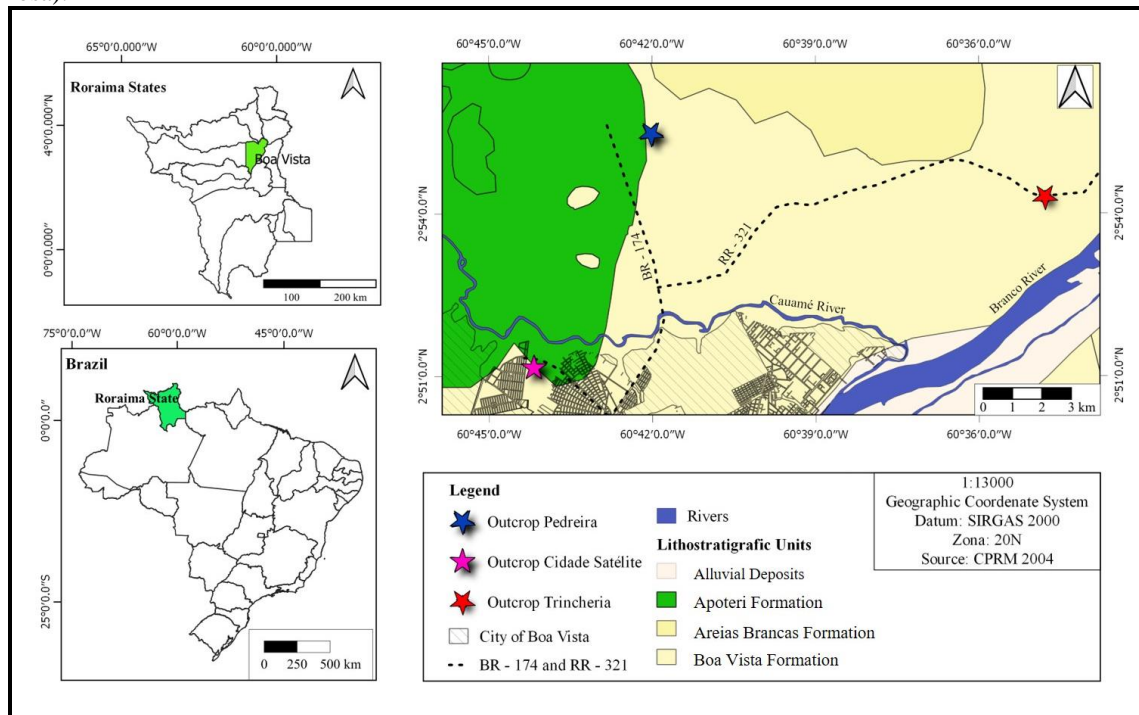 65°0'0.000"W 60°0'0.000"W
Roraima States
4°0'0.000"N
0°0'0.000"N
Boa Vista
100 200 km
75°0'0.0"W 60°0'0.0"W 45°0'0.0"W
Brazil
Roraima State
0°0'0.0"N
25°0'0.0"S
0 250 500 km
60°45'0.0"W 60°42'0.0"W 60°39'0.0"W 60°36'0.0"W
2°54'0.0"N 2°54'0.0"N
BR - 174
RR - 321
Cauamé River
Branco River
2°51'0.0"N 2°51'0.0"N
0 1 2 3 km
60°45'0.0"W 60°42'0.0"W 60°39'0.0"W 60°36'0.0"W
Legend
Outcrop Pedreira
Outcrop Cidade Satélite
Outcrop Trincheria
City of Boa Vista
BR - 174 and RR - 321
Rivers
Lithostratigrafic Units
Alluvial Deposits
Apoteri Formation
Areias Brancas Formation
Boa Vista Formation
1:13000
Geographic Coordenate System
Datum: SIRGAS 2000
Zona: 20N
Source: CPRM 2004